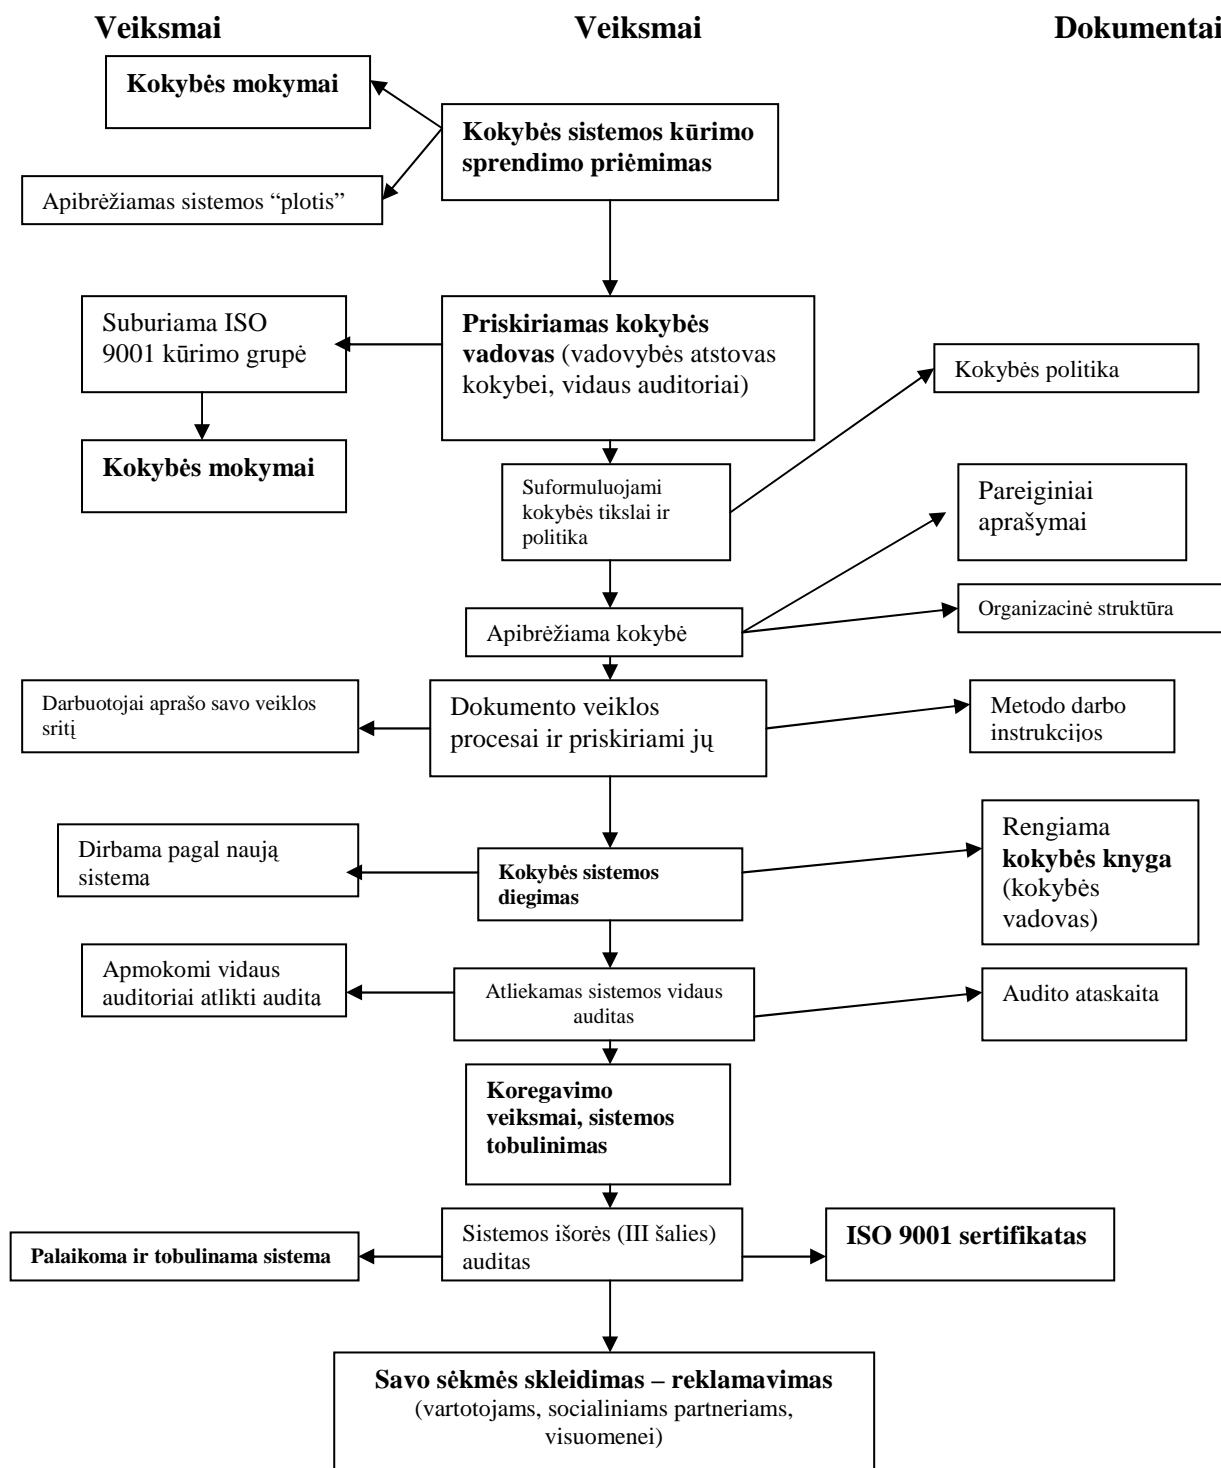 Veiksmai
Veiksmai
Dokumentai
Kokybės mokymai
Kokybės sistemos kūrimo
sprendimo priėmimas
Apibrėžiamas sistemos “plotis”
Suburiama ISO
9001 kūrimo grupė
Priskiriamas kokybės
vadovas (vadovybės atstovas
kokybei, vidaus auditoriai)
Kokybės politika
Kokybės mokymai
Suformuluojami
kokybės tikslai ir
politika
Pareiginiai
aprašymai
Apibrėžiama kokybė
Organizacinė struktūra
Darbuotojai aprašo savo veiklos
sritį
Dokumento veiklos
procesai ir priskiriami jų
Metodo darbo
instrukcijos
Dirbama pagal naują
sistema
Kokybės sistemos
diegimas
Rengiama
kokybės knyga
(kokybės
vadovas)
Apmokomi vidaus
auditoriai atlikti audita
Atliekamas sistemos vidaus
auditas
Audito ataskaita
Koregavimo
veiksmai, sistemos
tobulinimas
Palaikoma ir tobulinama sistema
Sistemos išorės (III šalies)
auditas
ISO 9001 sertifikatas
Savo sėkmės skleidimas – reklamavimas
(vartotojams, socialiniams partneriams,
visuomenei)